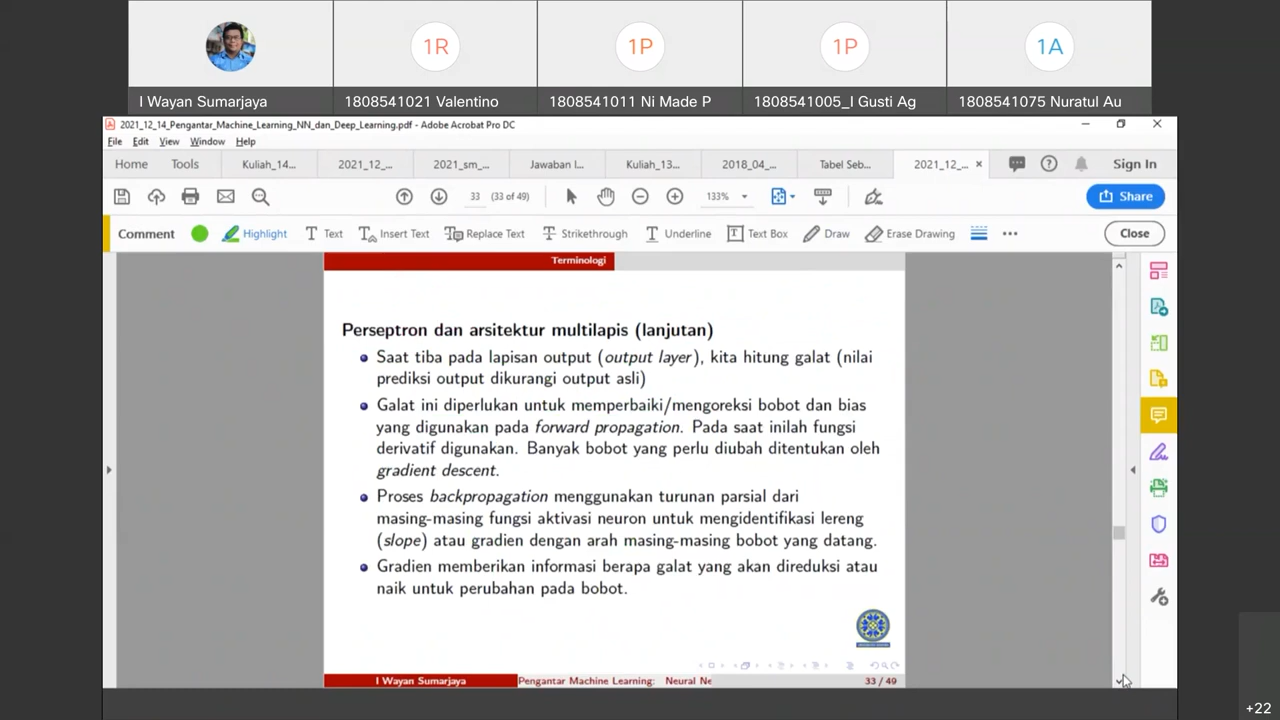 1R
1P
1P
1A
I Wayan Sumarjaya
1808541021 Valentino
1808541011 Ni Made P
1808541005_I Gusti Ag
1808541075 Nuratul Au
2021_12_14_Pengantar_Machine_Learning_NN_dan_Deep_Learning.pdf - Adobe Acrobat Pro DC
File Edit View Window Help
Home Tools Kuliah_14... 2021_12_... 2021_sm_... Jawaban I... Kuliah_13... 2018_04_... Tabel Seb... 2021_12_... × Sign In
33 (33 of 49) 133% Share
Comment Highlight Text Insert Text Replace Text Strikethrough Underline Text Box Draw Erase Drawing Close
Terminologi
Perseptron dan arsitektur multilapis (lanjutan)
Saat tiba pada lapisan output (output layer), kita hitung galat (nilai
prediksi output dikurangi output asli)
Galat ini diperlukan untuk memperbaiki/mengoreksi bobot dan bias
yang digunakan pada forward propagation. Pada saat inilah fungsi
derivatif digunakan. Banyak bobot yang perlu diubah ditentukan oleh
gradient descent.
Proses backpropagation menggunakan turunan parsial dari
masing-masing fungsi aktivasi neuron untuk mengidentifikasi lereng
(slope) atau gradien dengan arah masing-masing bobot yang datang.
Gradien memberikan informasi berapa galat yang akan direduksi atau
naik untuk perubahan pada bobot.
I Wayan Sumarjaya Pengantar Machine Learning: Neural Ne 33 / 49
+22